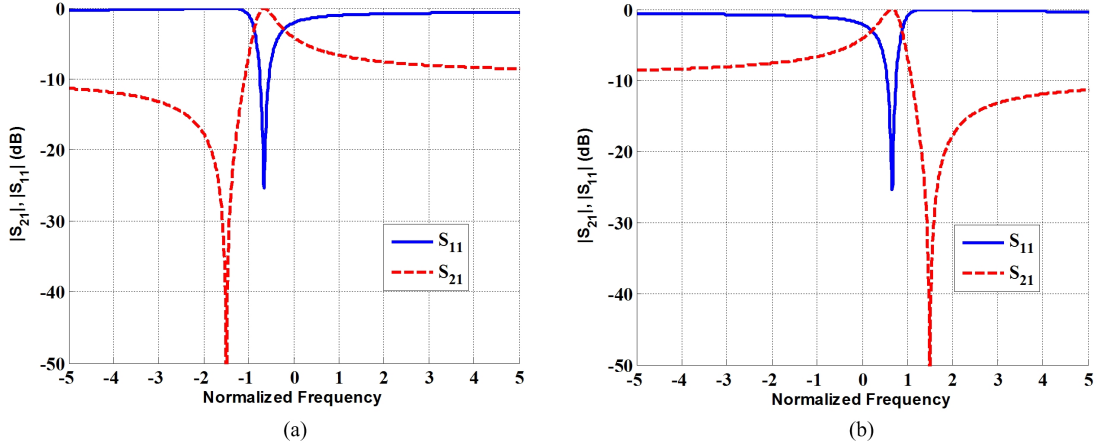 0
-10
-20
-30
-40
-50
-5 -4 -3 -2 -1 0 1 2 3 4 5
|S21|, |S11| (dB)
Normalized Frequency
S11
S21
(a)
0
-10
-20
-30
-40
-50
-5 -4 -3 -2 -1 0 1 2 3 4 5
|S21|, |S11| (dB)
Normalized Frequency
S11
S21
(b)